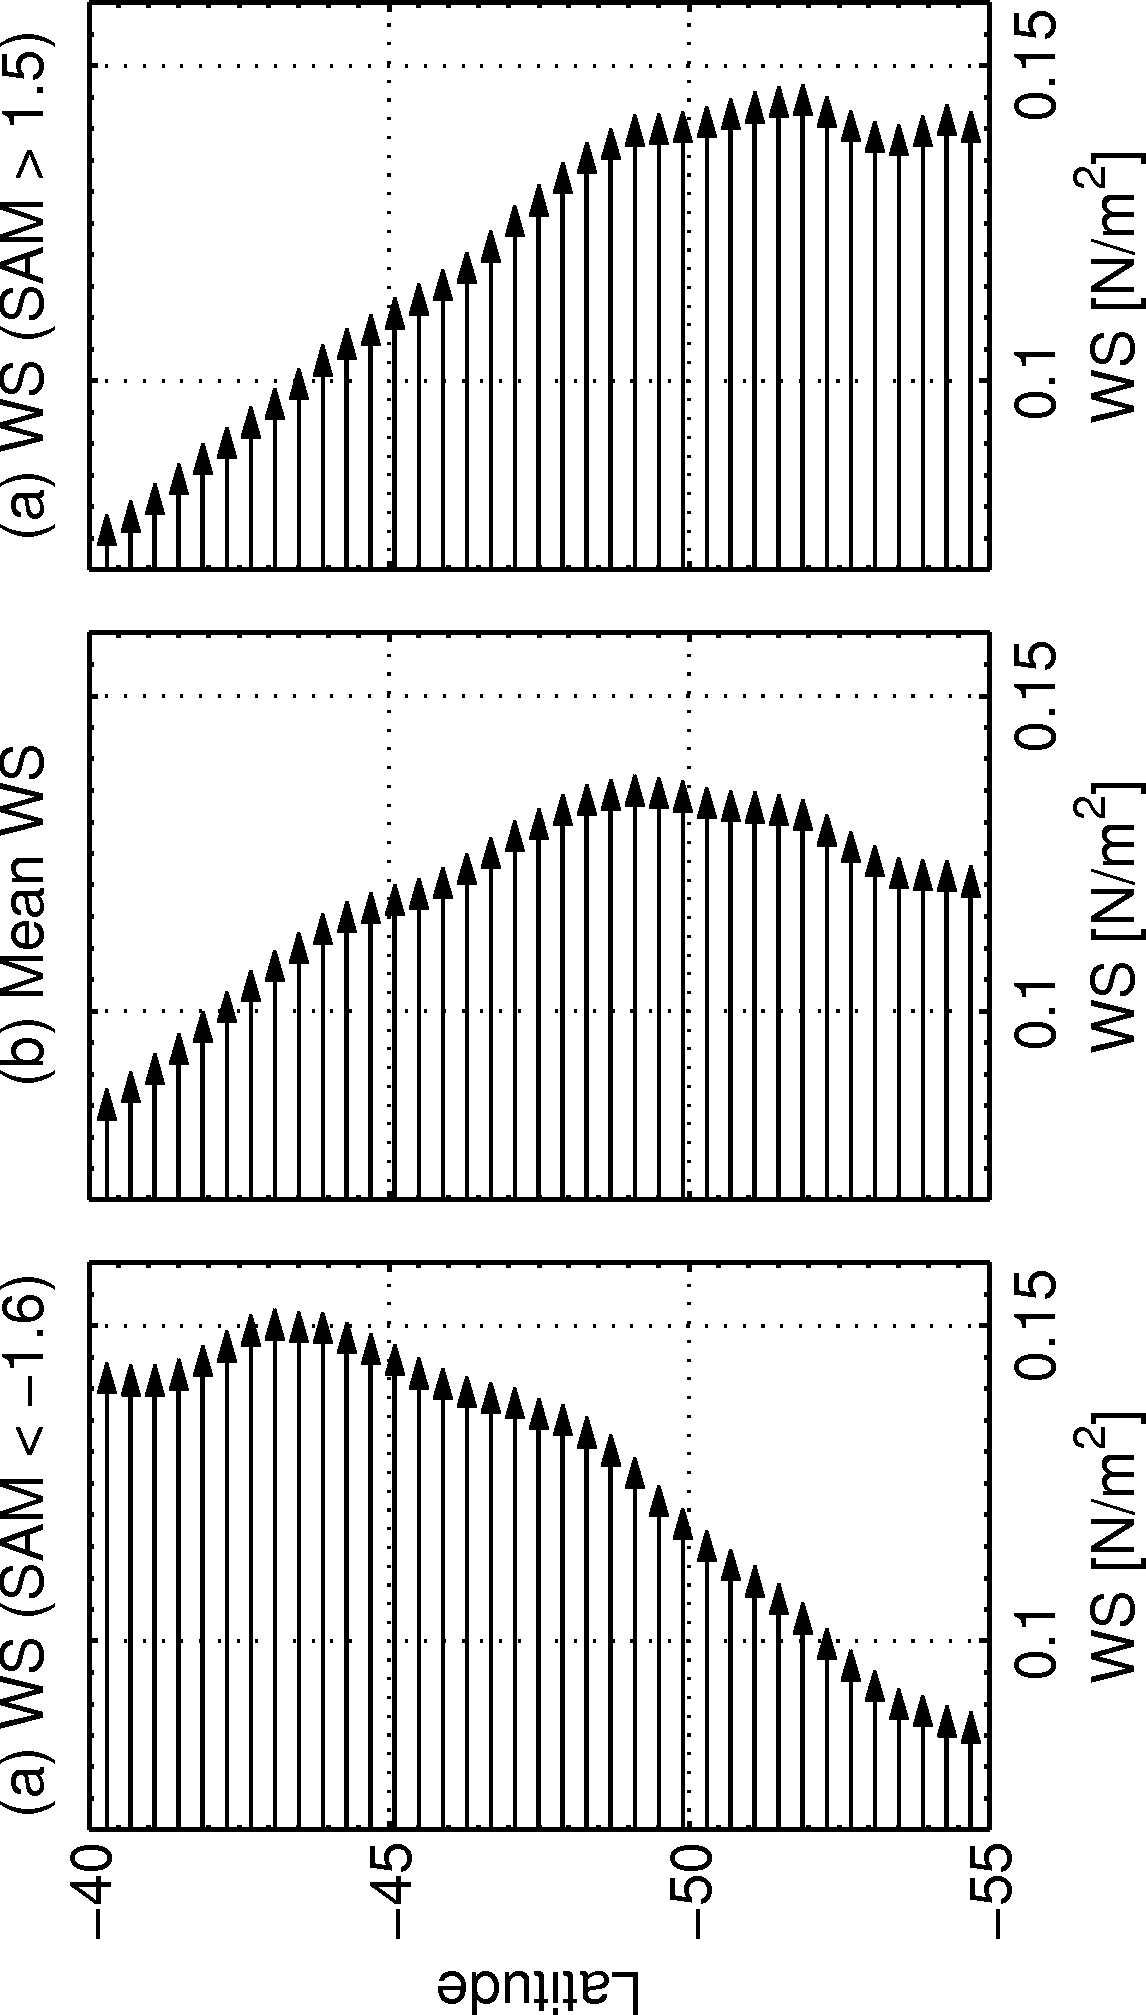 (a) WS (SAM < −1.6)
(b) Mean WS
(a) WS (SAM > 1.5)
Latitude
−40
−45
−50
−55
0.1
0.15
WS [N/m²]
0.1
0.15
WS [N/m²]
0.1
0.15
WS [N/m²]